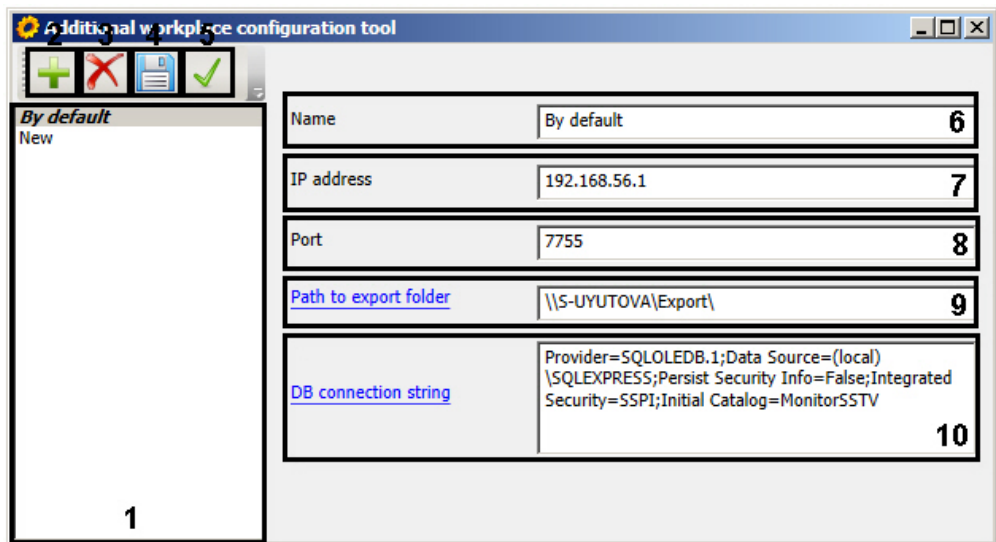 Additional workplace configuration tool
2 3 4 5
By default
New
1
Name
By default
6
IP address
192.168.56.1
7
Port
7755
8
Path to export folder
\\S-UYUTOVA\Export\
9
DB connection string
Provider=SQLOLEDB.1;Data Source=(local)
\SQLEXPRESS;Persist Security Info=False;Integrated
Security=SSPI;Initial Catalog=MonitorSSTV
10